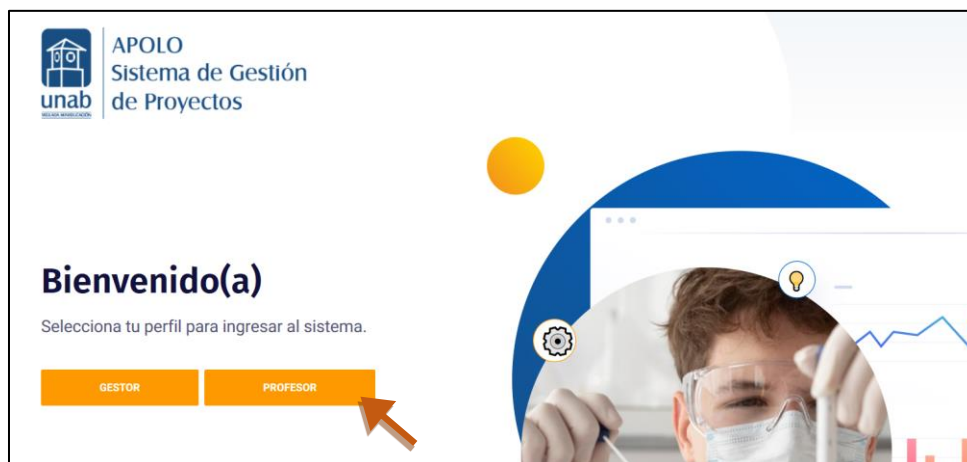 APOLO
Sistema de Gestión
de Proyectos
unab
Bienvenido(a)
Selecciona tu perfil para ingresar al sistema.
GESTOR
PROFESOR